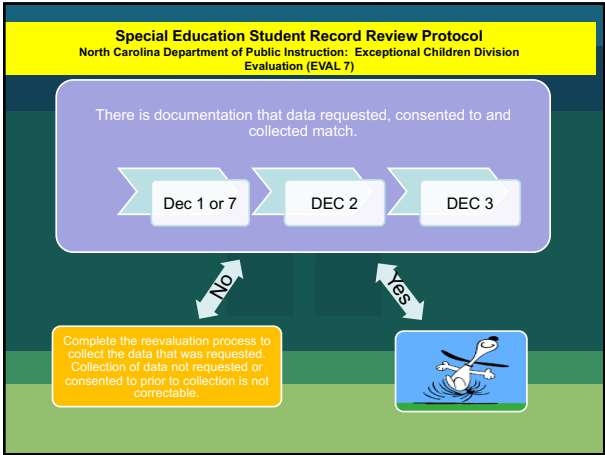 Special Education Student Record Review Protocol
North Carolina Department of Public Instruction: Exceptional Children Division
Evaluation (EVAL 7)
There is documentation that data requested, consented to and
collected match.
Dec 1 or 7
DEC 2
DEC 3
No
Yes
Complete the reevaluation process to
collect the data that was requested.
Collection of data not requested or
consented to prior to collection is not
correctable.